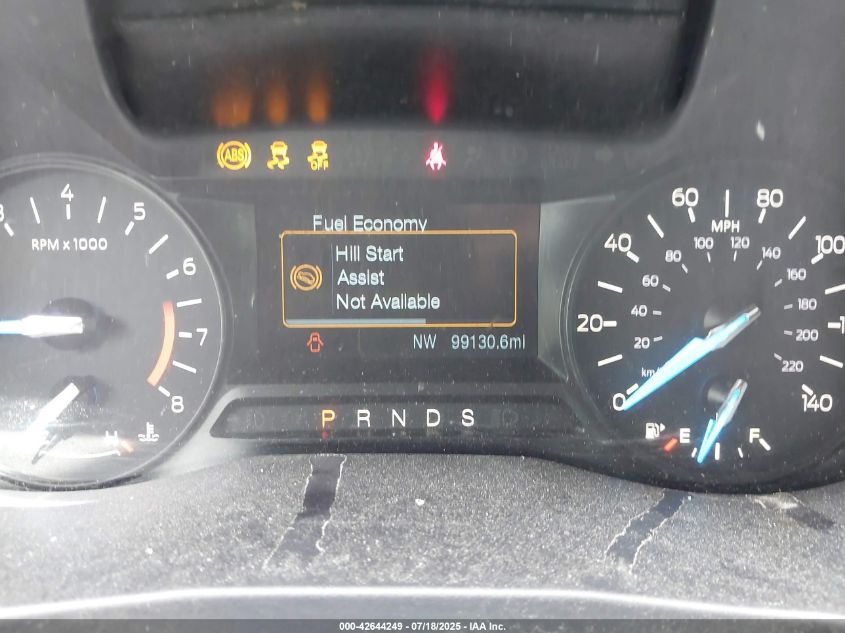 ABS
OFF
3
4
5
6
7
8
RPM x 1000
H
Fuel Economy
Hill Start
Assist
Not Available
NW 99130.6mi
P R N D S
0
20
40
60
80
100
140
MPH
20
40
60
80
100
120
140
160
180
200
220
km/
E F
000-42644249 - 07/18/2025 - IAA Inc.